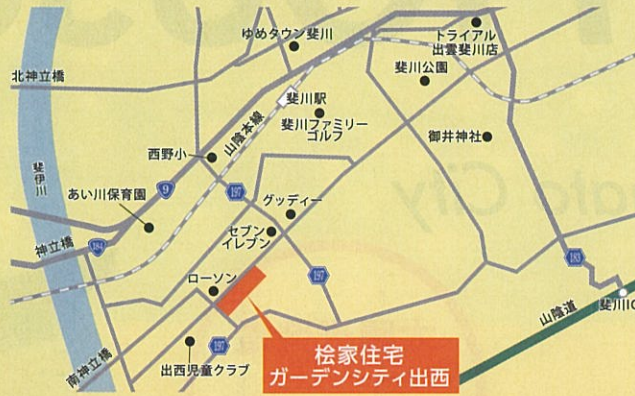 ゆめタウン斐川
トライアル
出雲斐川店
北神立橋
斐川公園
斐川駅
斐川ファミリー
ゴルフ
山陰本線
御井神社
西野小
斐伊川
あい川保育園
9
197
グッディー
神立橋
184
セブン
イレブン
197
183
ローソン
斐川IC
山陰道
南神立橋
出西児童クラブ
197
桧家住宅
ガーデンシティ出西